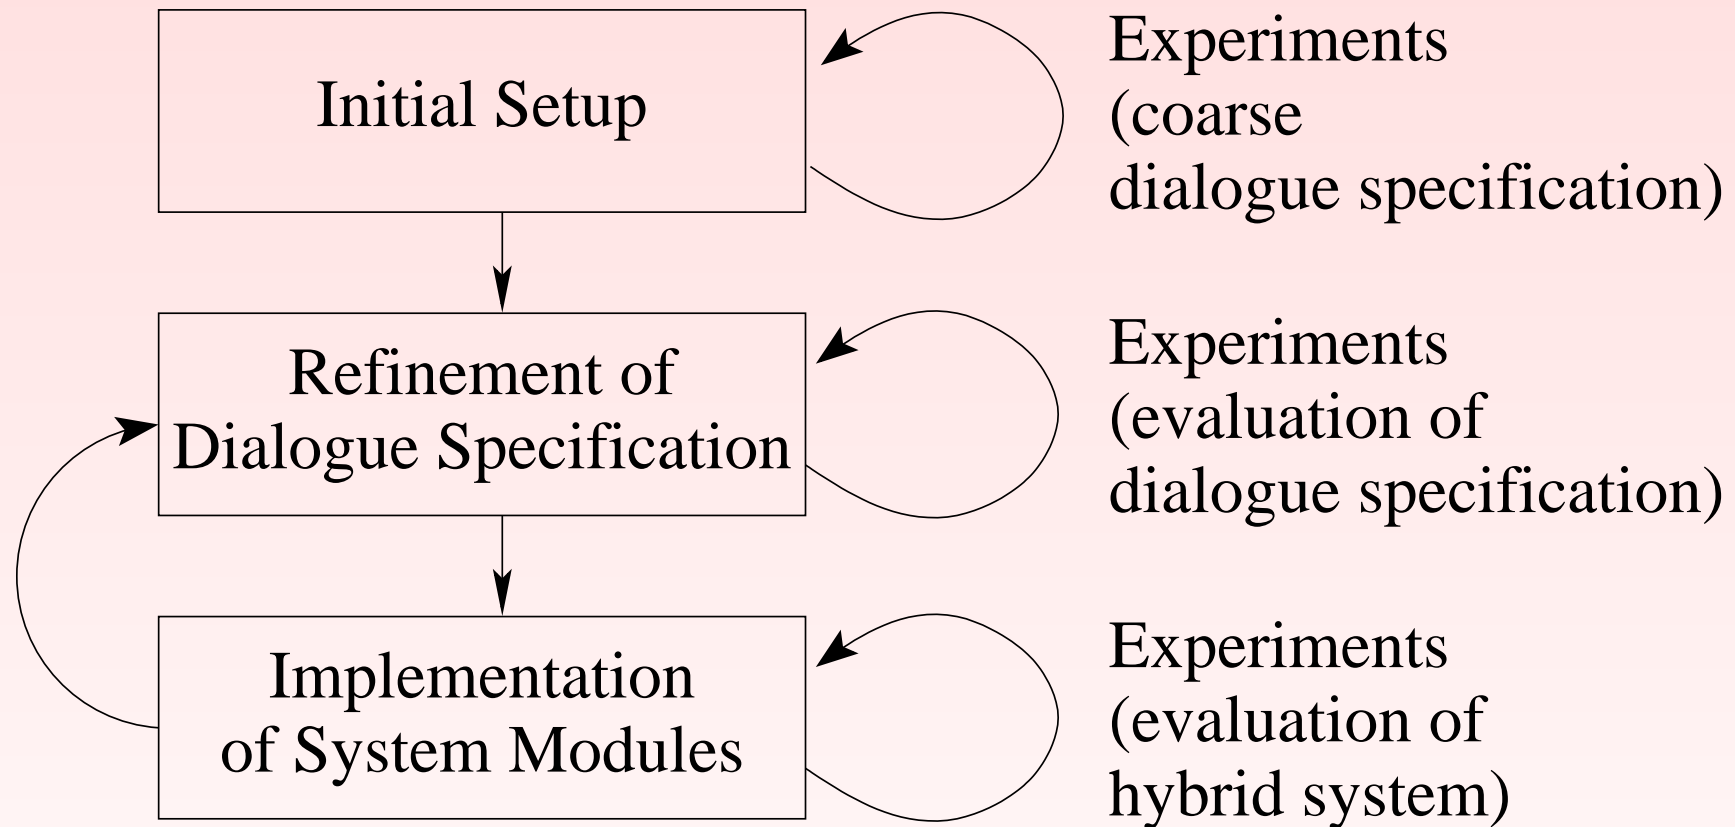 Initial Setup
Experiments
(coarse
dialogue specification)
Refinement of
Dialogue Specification
Experiments
(evaluation of
dialogue specification)
Implementation
of System Modules
Experiments
(evaluation of
hybrid system)